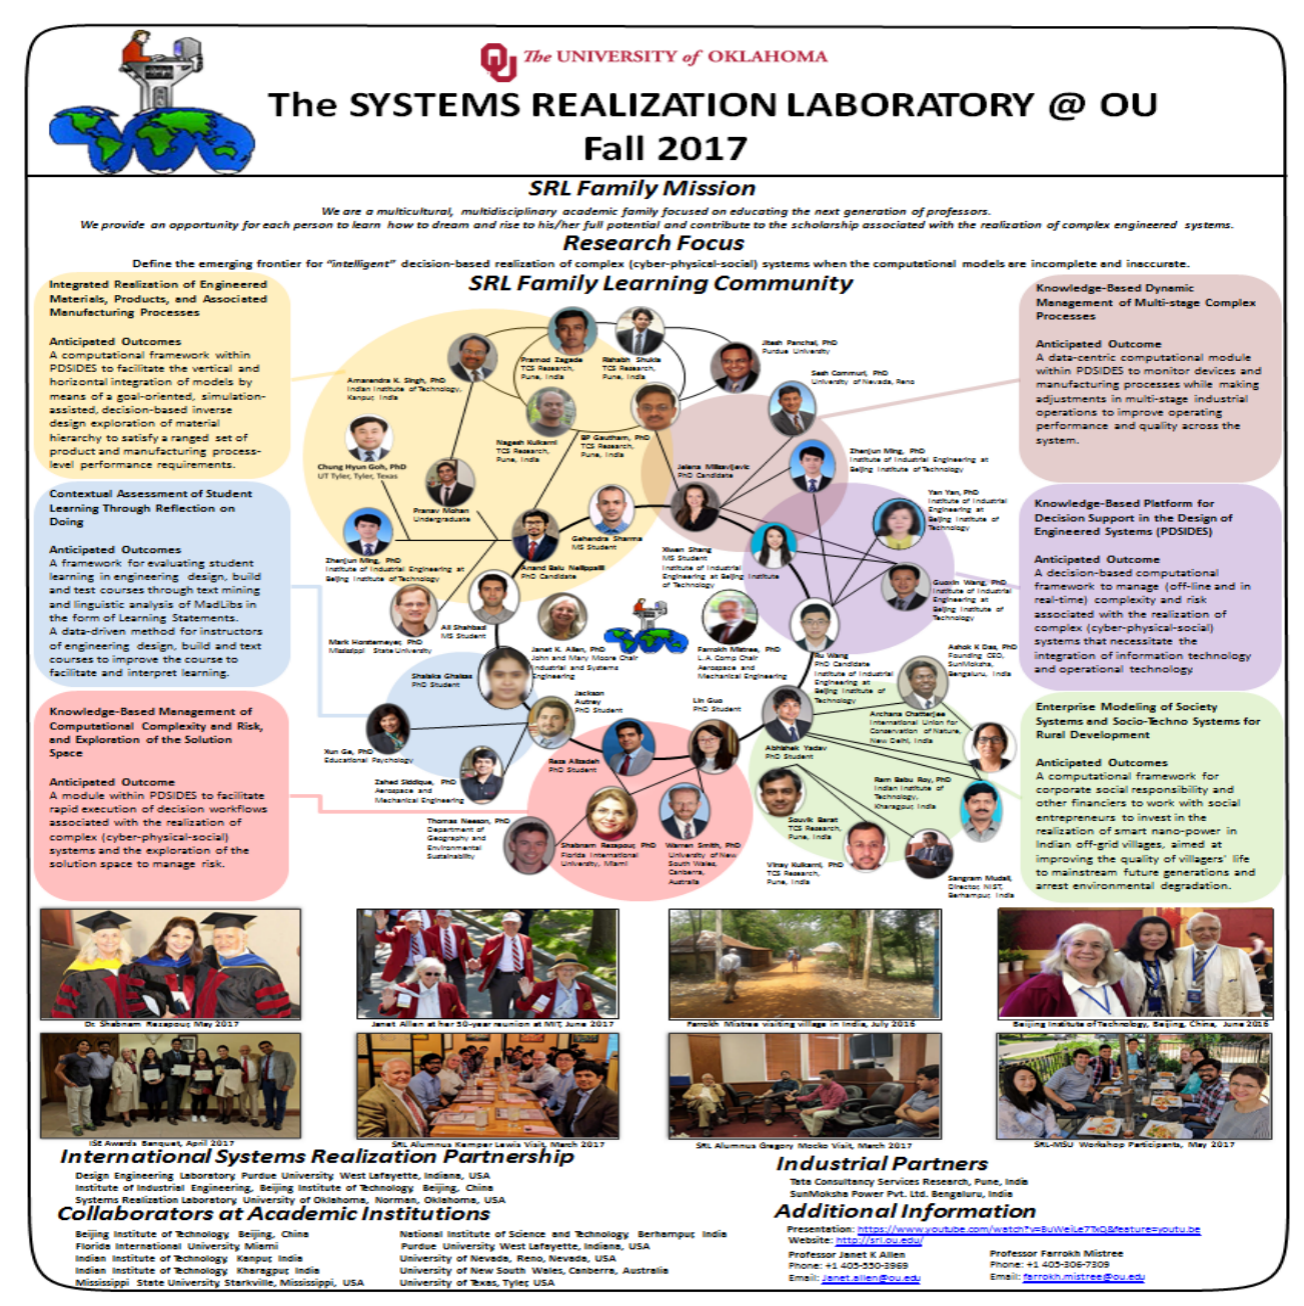 The UNIVERSITY of OKLAHOMA
The SYSTEMS REALIZATION LABORATORY @ OU
Fall 2017
SRL Family Mission
We are a multicultural, multidisciplinary academic family focused on educating the next generation of professors.
We provide an opportunity for each person to learn how to dream and rise to his/her full potential and contribute to the scholarship associated with the realization of complex engineered systems.
Research Focus
Define the emerging frontier for "intelligent" decision-based realization of complex (cyber-physical-social) systems when the computational models are incomplete and inaccurate.
SRL Family Learning Community
Integrated Realization of Engineered
Materials, Products, and Associated
Manufacturing Processes
Anticipated Outcomes
A computational framework within
PDSIDES to facilitate the vertical and
horizontal integration of models by
means of a goal-oriented, simulation-
assisted, decision-based inverse
design exploration of material
hierarchy to satisfy a ranged set of
product and manufacturing process-
level performance requirements.
Contextual Assessment of Student
Learning Through Reflection on
Doing
Anticipated Outcomes
A framework for evaluating student
learning in engineering design, build
and test courses through text mining
and linguistic analysis of MadLibs in
the form of Learning Statements.
A data-driven method for instructors
of engineering design, build and text
courses to improve the course to
facilitate and interpret learning.
Knowledge-Based Management of
Computational Complexity and Risk,
and Exploration of the Solution
Space
Anticipated Outcome
A module within PDSIDES to facilitate
rapid execution of decision workflows
associated with the realization of
complex (cyber-physical-social)
systems and the exploration of the
solution space to manage risk.
Pramod Zagade
TCS Research,
Pune, India
Rishabh Shukla
TCS Research,
Pune, India
Jitesh Panchal, PhD
Purdue University
Sesh Commuri, PhD
University of Nevada, Reno
Amarendra K. Singh, PhD
Indian Institute of Technology,
Kanpur, India
Nagesh Kulkarni
TCS Research,
Pune, India
BP Gautham, PhD
TCS Research,
Pune, India
Chung Hyun Goh, PhD
UT Tyler, Tyler, Texas
Pranav Mohan
Undergraduate
Jelena Milisavljevic
PhD Candidate
Zhenjun Ming, PhD
Institute of Industrial Engineering at
Beijing Institute of Technology
Yan Yan, PhD
Institute of Industrial
Engineering at
Beijing Institute of
Technology
Gehendra Sharma
MS Student
Xiwen Shang
MS Student
Institute of Industrial
Engineering at Beijing Institute
of Technology
Zhenjun Ming, PhD
Institute of Industrial Engineering at
Beijing Institute of Technology
Anand Balu Nellippallil
PhD Candidate
Guoxin Wang, PhD
Institute of Industrial
Engineering at
Beijing Institute of
Technology
Mark Horstemeyer, PhD
Mississippi State University
Ali Shahbazi
MS Student
Janet K. Allen, PhD
John and Mary Moore Chair
Industrial and Systems
Engineering
Farrokh Mistree, PhD
L.A. Comp Chair
Aerospace and
Mechanical Engineering
Ru Wang
PhD Candidate
Institute of Industrial
Engineering at
Beijing Institute of
Technology
Ashok K Das, PhD
Founding CEO,
SunMoksha,
Bengaluru, India
Shalaka Ghaisas
PhD Student
Jackson
Autrey
PhD Student
Lin Guo
PhD Student
Archana Chatterjee
International Union for
Conservation of Nature,
New Delhi, India
Xun Ge, PhD
Educational Psychology
Reza Alizadeh
PhD Student
Abhishek Yadav
PhD Student
Zahed Siddique, PhD
Aerospace and
Mechanical Engineering
Ram Babu Roy, PhD
Indian Institute of
Technology,
Kharagpur, India
Thomas Neeson, PhD
Department of
Geography and
Environmental
Sustainability
Shabnam Rezapour, PhD
Florida International
University, Miami
Warren Smith, PhD
University of New
South Wales,
Canberra,
Australia
Souvik Barat
TCS Research,
Pune, India
Vinay Kulkarni, PhD
TCS Research,
Pune, India
Sangram Mudali,
Director, NIST,
Berhampur, India
Knowledge-Based Dynamic
Management of Multi-stage Complex
Processes
Anticipated Outcome
A data-centric computational module
within PDSIDES to monitor devices and
manufacturing processes while making
adjustments in multi-stage industrial
operations to improve operating
performance and quality across the
system.
Knowledge-Based Platform for
Decision Support in the Design of
Engineered Systems (PDSIDES)
Anticipated Outcome
A decision-based computational
framework to manage (off-line and in
real-time) complexity and risk
associated with the realization of
complex (cyber-physical-social)
systems that necessitate the
integration of information technology
and operational technology.
Enterprise Modeling of Society
Systems and Socio-Techno Systems for
Rural Development
Anticipated Outcomes
A computational framework for
corporate social responsibility and
other financiers to work with social
entrepreneurs to invest in the
realization of smart nano-power in
Indian off-grid villages, aimed at
improving the quality of villagers' life
to mainstream future generations and
arrest environmental degradation.
Dr. Shabnam Rezapour, May 2017
Janet Allen at her 50-year reunion at MIT, June 2017
Farrokh Mistree visiting village in India, July 2016
Beijing Institute of Technology, Beijing, China, June 2016
ISE Awards Banquet, April 2017
SRL Alumnus Kemper Lewis Visit, March 2017
SRL Alumnus Gregory Mocko Visit, March 2017
SRL-MSU Workshop Participants, May 2017
International Systems Realization Partnership
Design Engineering Laboratory, Purdue University, West Lafayette, Indiana, USA
Institute of Industrial Engineering, Beijing Institute of Technology, Beijing, China
Systems Realization Laboratory, University of Oklahoma, Norman, Oklahoma, USA
Collaborators at Academic Institutions
Beijing Institute of Technology, Beijing, China
Florida International University, Miami
Indian Institute of Technology, Kanpur, India
Indian Institute of Technology, Kharagpur, India
Mississippi State University, Starkville, Mississippi, USA
National Institute of Science and Technology, Berhampur, India
Purdue University, West Lafayette, Indiana, USA
University of Nevada, Reno, Nevada, USA
University of New South Wales, Canberra, Australia
University of Texas, Tyler, USA
Industrial Partners
Tata Consultancy Services Research, Pune, India
SunMoksha Power Pvt. Ltd. Bengaluru, India
Additional Information
Presentation: https://www.youtube.com/watch?v=BuWeiLe7TxQ&feature=youtu.be
Website: http://srl.ou.edu/
Professor Janet K Allen
Phone: +1 405-550-3969
Email: Janet.allen@ou.edu
Professor Farrokh Mistree
Phone: +1 405-306-7309
Email: farrokh.mistree@ou.edu